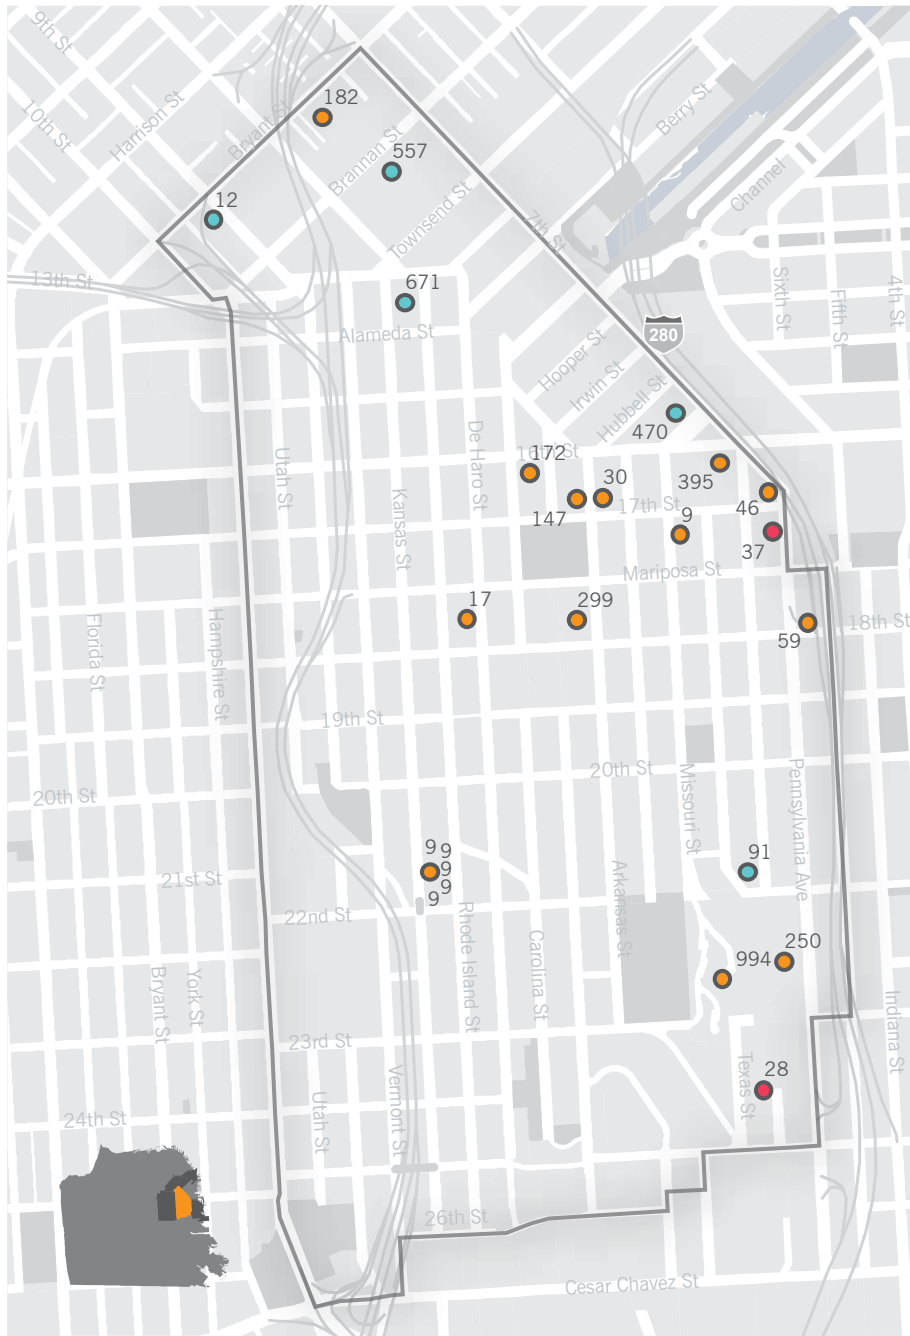 9th St
10th St
Harrison St
Bryant St
182
Brannan St
557
12
Townsend St
Berry St
Channel
7th St
13th St
671
Alameda St
280
Sixth St
Fifth St
4th St
Hooper St
Irwin St
Hubbell St
470
Utah St
De Haro St
16th St
172
395
Kansas St
30
147
17th St
46
9
37
Mariposa St
17
299
59
18th St
Florida St
Hampshire St
19th St
20th St
20th St
Missouri St
Pennsylvania Ave
9
9
9
9
9
91
21st St
22nd St
Rhode Island St
Carolina St
Arkansas St
994
250
Bryant St
York St
23rd St
Indiana St
Utah St
Vermont St
Texas St
28
24th St
26th St
Cesar Chavez St